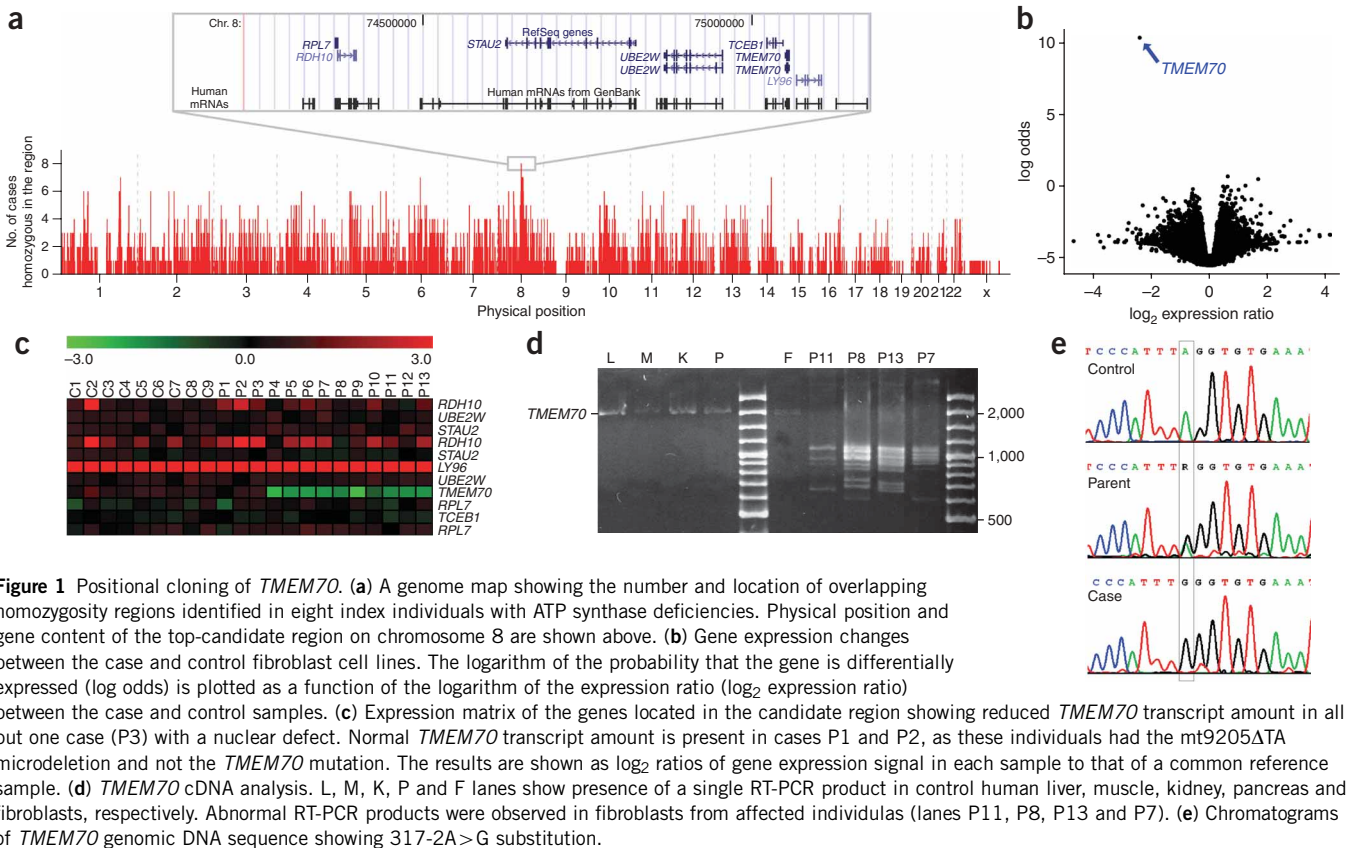 a
Chr. 8: 74500000 75000000
RefSeq genes
RPL7 STAU2 TCEB1
RDH10 UBE2W TMEM70
UBE2W TMEM70
LY96
Human mRNAs
Human mRNAs from GenBank
No. of cases homozygous in the region
8
6
4
2
0
1 2 3 4 5 6 7 8 9 10 11 12 13 14 15 16 17 18 19 20 21 22 x
Physical position
b
10
5
0
–5
log odds
TMEM70
–4 –2 0 2 4
log2 expression ratio
c
–3.0 0.0 3.0
C1 C2 C3 C4 C5 C6 C7 C8 C9 P1 P2 P3 P4 P5 P6 P7 P8 P9 P10 P11 P12 P13
RDH10
UBE2W
STAU2
RDH10
STAU2
LY96
UBE2W
TMEM70
RPL7
TCEB1
RPL7
d
L M K P F P11 P8 P13 P7
TMEM70
2,000
1,000
500
e
T C C C A T T T A G G T G T G A A A T
Control
T C C C A T T T R G G T G T G A A A T
Parent
C C C A T T T G G G T G T G A A A T
Case
Figure 1 Positional cloning of TMEM70. (a) A genome map showing the number and location of overlapping
homozygosity regions identified in eight index individuals with ATP synthase deficiencies. Physical position and
gene content of the top-candidate region on chromosome 8 are shown above. (b) Gene expression changes
between the case and control fibroblast cell lines. The logarithm of the probability that the gene is differentially
expressed (log odds) is plotted as a function of the logarithm of the expression ratio (log2 expression ratio)
between the case and control samples. (c) Expression matrix of the genes located in the candidate region showing reduced TMEM70 transcript amount in all
but one case (P3) with a nuclear defect. Normal TMEM70 transcript amount is present in cases P1 and P2, as these individuals had the mt9205ΔTA
microdeletion and not the TMEM70 mutation. The results are shown as log2 ratios of gene expression signal in each sample to that of a common reference
sample. (d) TMEM70 cDNA analysis. L, M, K, P and F lanes show presence of a single RT-PCR product in control human liver, muscle, kidney, pancreas and
fibroblasts, respectively. Abnormal RT-PCR products were observed in fibroblasts from affected individulas (lanes P11, P8, P13 and P7). (e) Chromatograms
of TMEM70 genomic DNA sequence showing 317-2A>G substitution.